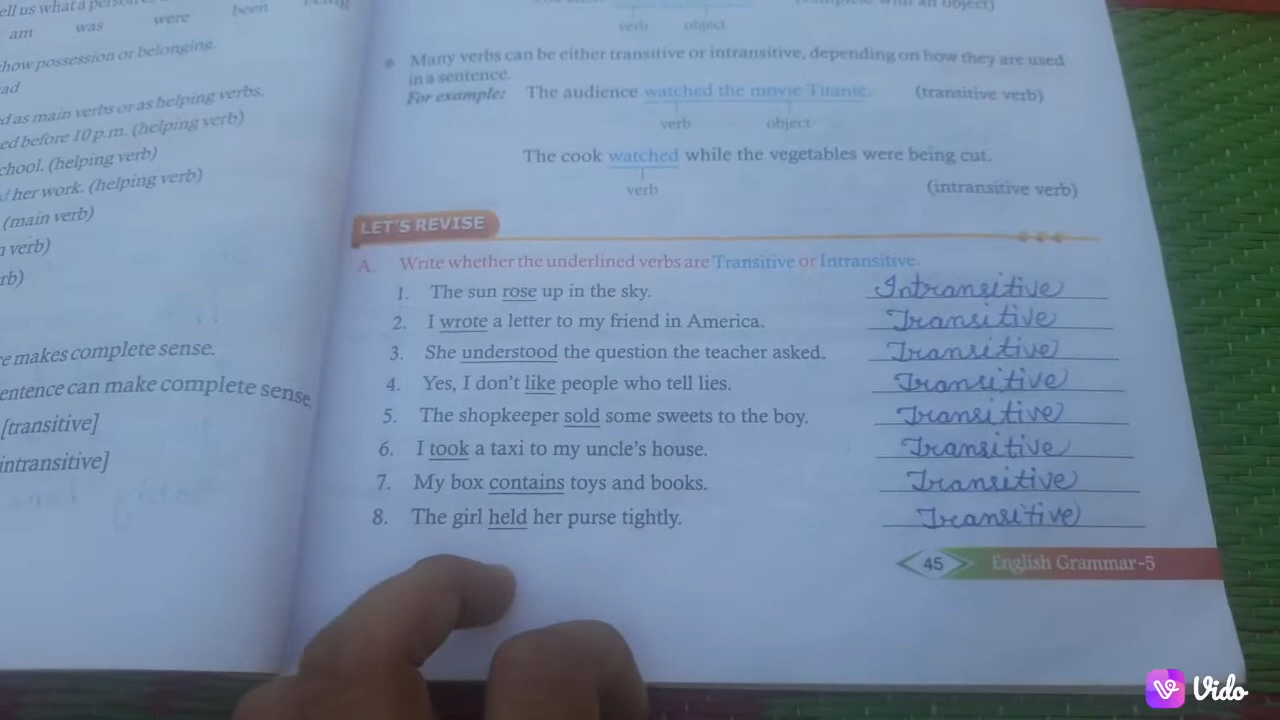 ell us what a person
am was were been being
show possession or belonging.
ad
d as main verbs or as helping verbs.
ed before 10 p.m. (helping verb)
chool. (helping verb)
d her work. (helping verb)
(main verb)
n verb)
rb)
e makes complete sense.
entence can make complete sense.
[transitive]
intransitive]
with an object)
verb object
Many verbs can be either transitive or intransitive, depending on how they are used
in a sentence.
For example: The audience watched the movie Titanic. (transitive verb)
verb object
The cook watched while the vegetables were being cut.
verb (intransitive verb)
LET'S REVISE
A. Write whether the underlined verbs are Transitive or Intransitive.
1. The sun rose up in the sky. Intransitive
2. I wrote a letter to my friend in America. Transitive
3. She understood the question the teacher asked. Transitive
4. Yes, I don't like people who tell lies. Transitive
5. The shopkeeper sold some sweets to the boy. Transitive
6. I took a taxi to my uncle's house. Transitive
7. My box contains toys and books. Transitive
8. The girl held her purse tightly. Transitive
45 English Grammar-5
Vido